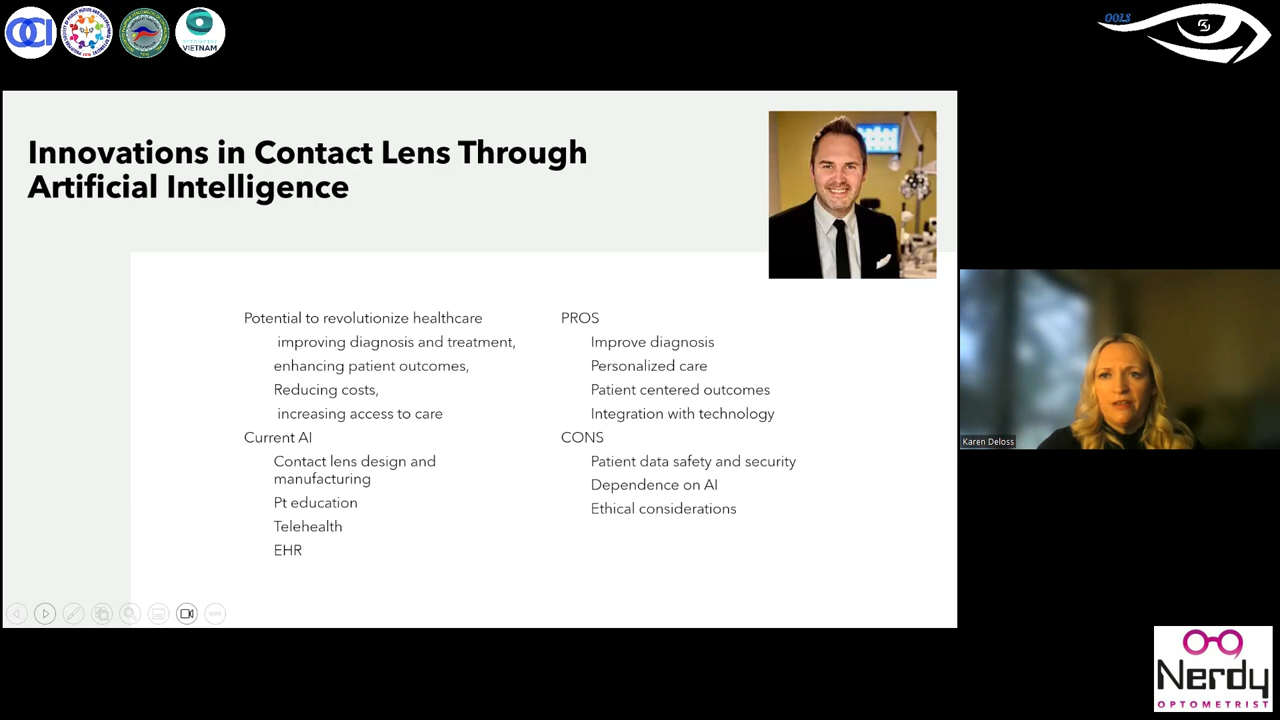 OCI
VIETNAM
OOLS
Innovations in Contact Lens Through
Artificial Intelligence
Potential to revolutionize healthcare
improving diagnosis and treatment,
enhancing patient outcomes,
Reducing costs,
increasing access to care
Current AI
Contact lens design and
manufacturing
Pt education
Telehealth
EHR
PROS
Improve diagnosis
Personalized care
Patient centered outcomes
Integration with technology
CONS
Patient data safety and security
Dependence on AI
Ethical considerations
Karen Deloss
Nerdy
OPTOMETRIST